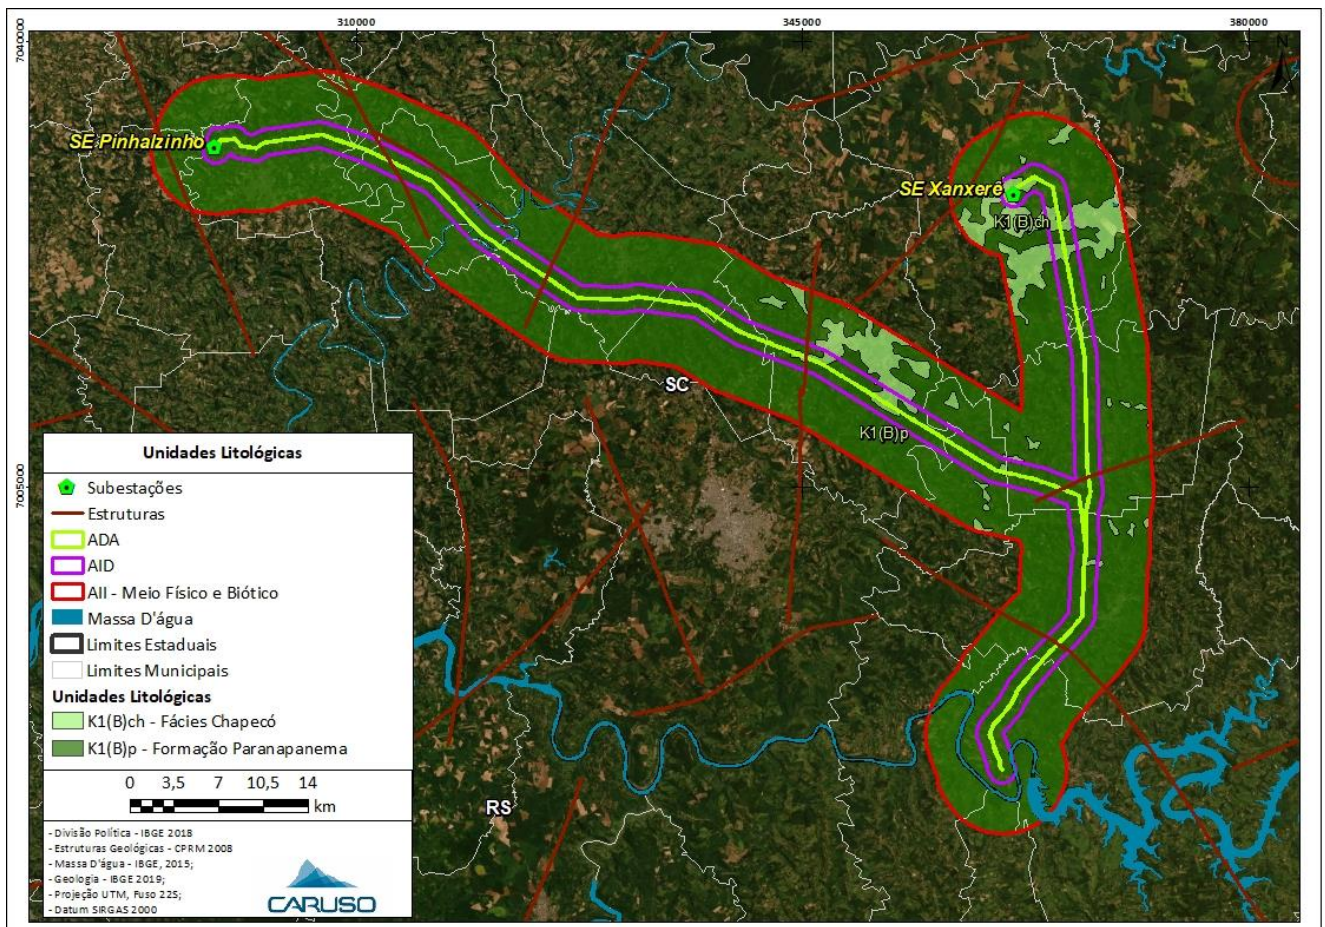 310000
345000
380000
7040000
N
SE Pinhalzinho
SE Xanxerê
K1(B)ch
SC
K1(B)p
7005000
Unidades Litológicas
Subestações
Estruturas
ADA
AID
AII - Meio Físico e Biótico
Massa D'água
Limites Estaduais
Limites Municipais
Unidades Litológicas
K1(B)ch - Fácies Chapecó
K1(B)p - Formação Paranapanema
0 3,5 7 10,5 14
km
RS
- Divisão Política - IBGE 2018
- Estruturas Geológicas - CPRM 2008
- Massa D'água - IBGE, 2015;
- Geologia - IBGE 2019;
- Projeção UTM, Fuso 22S;
- Datum SIRGAS 2000
CARUSO